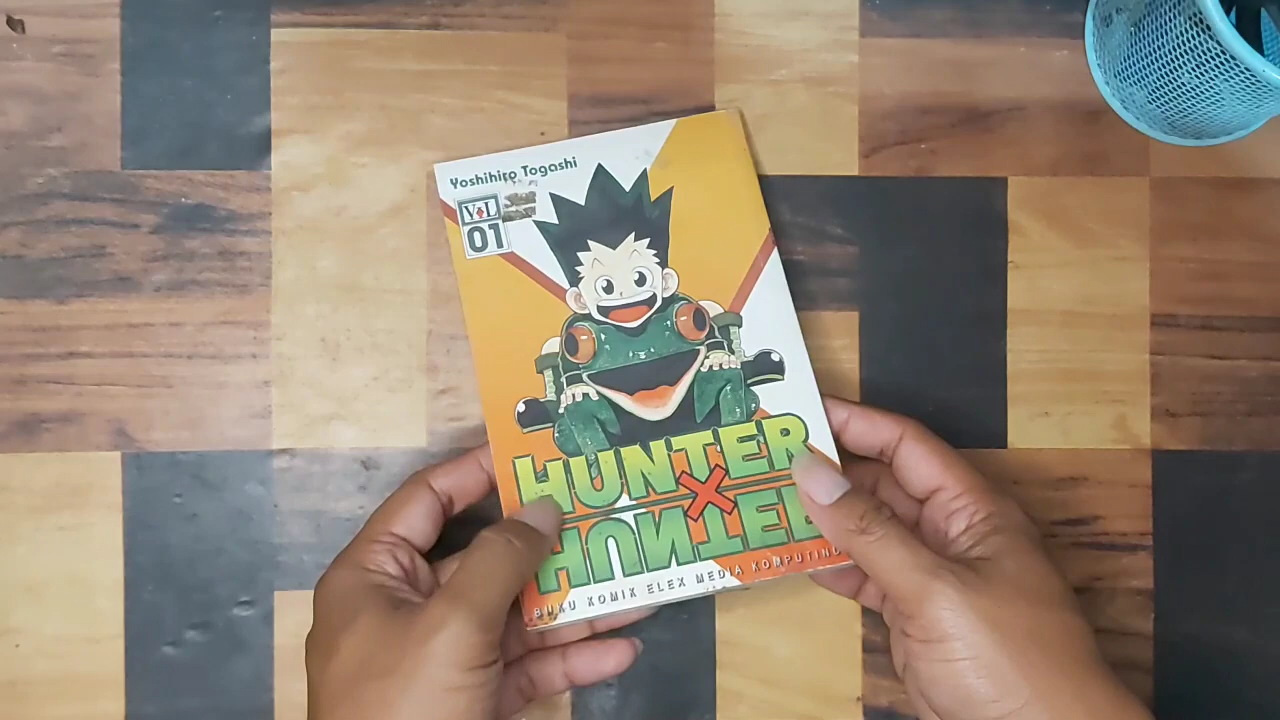 Yoshihiro Togashi
VOL
01
HUNTER
X
HUNTER
BUKU KOMIK ELEX MEDIA KOMPUTINDO